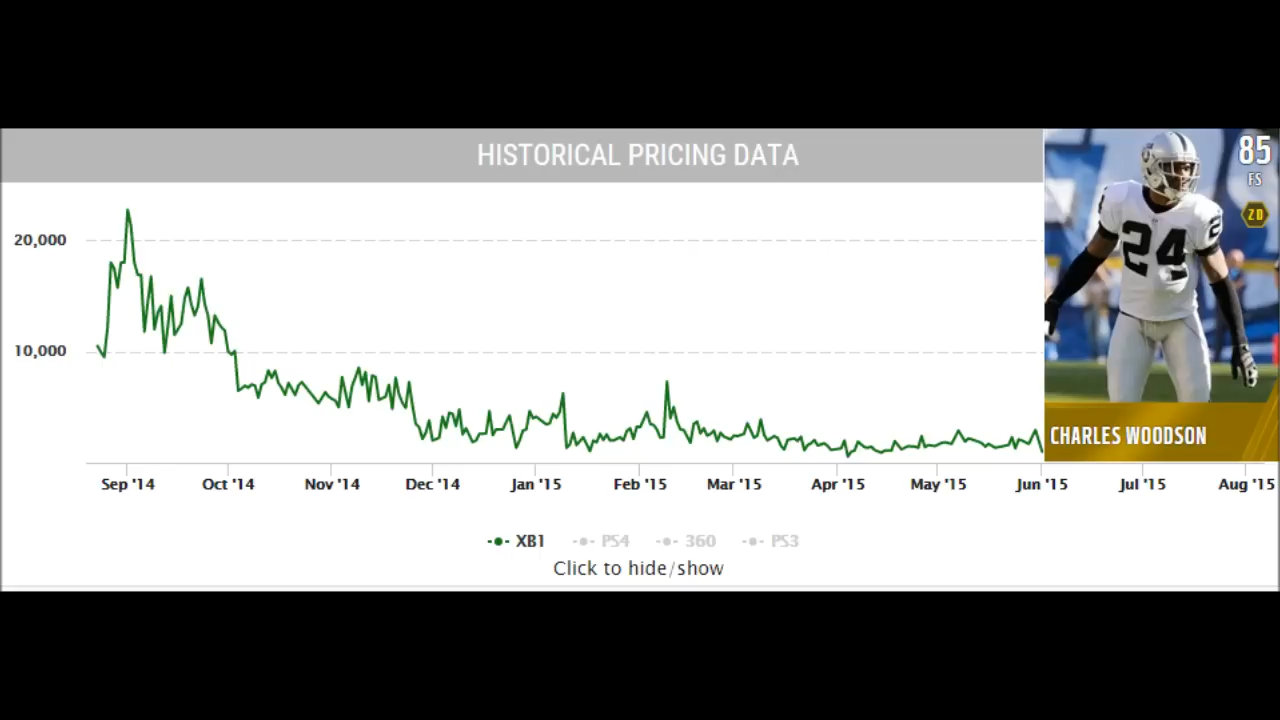 HISTORICAL PRICING DATA
85
FS
ZD
24
2
20,000
10,000
CHARLES WOODSON
Sep '14 Oct '14 Nov '14 Dec '14 Jan '15 Feb '15 Mar '15 Apr '15 May '15 Jun '15 Jul '15 Aug '15
XB1 PS4 360 PS3
Click to hide/show